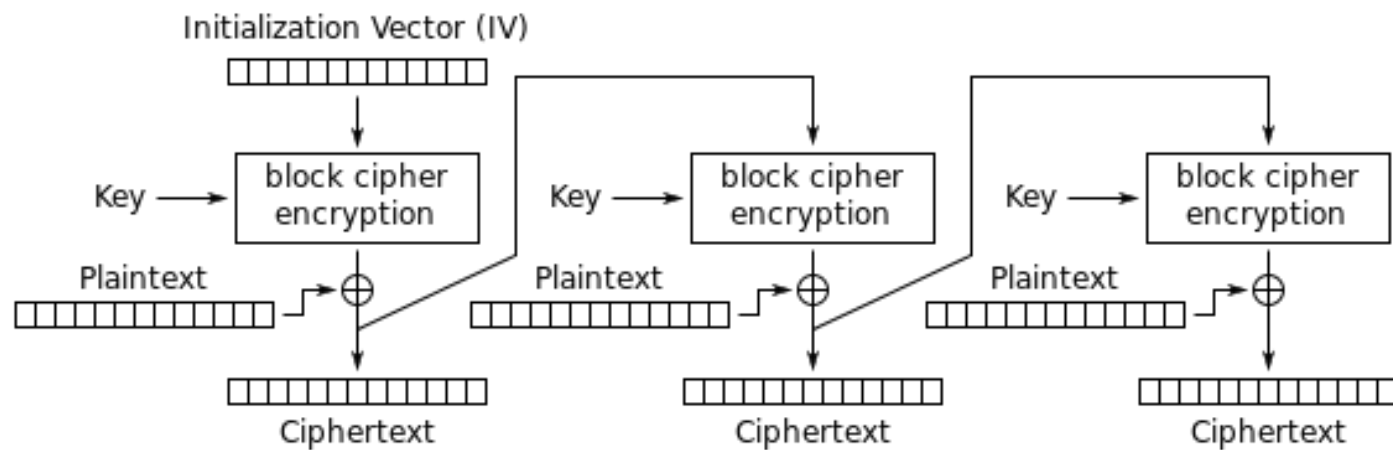 Initialization Vector (IV)
block cipher
encryption
Key
Plaintext
Ciphertext
block cipher
encryption
Key
Plaintext
Ciphertext
block cipher
encryption
Key
Plaintext
Ciphertext